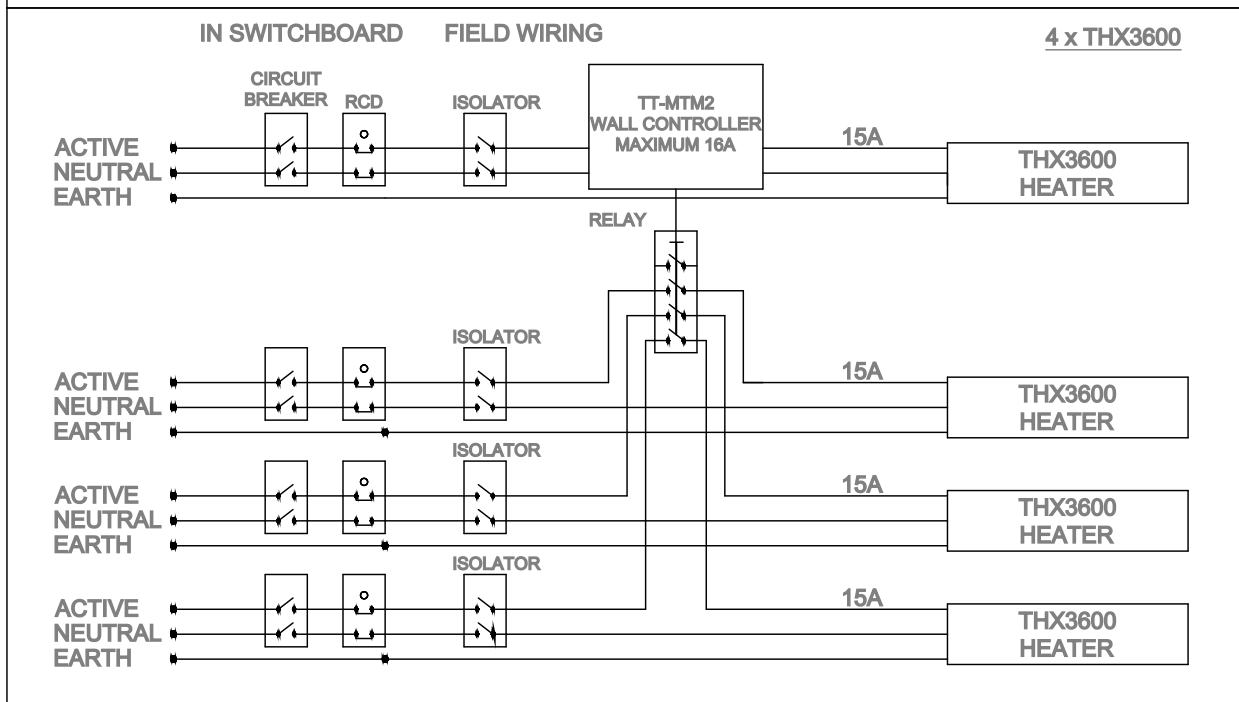 IN SWITCHBOARD FIELD WIRING
4 x THX3600
CIRCUIT
BREAKER RCD ISOLATOR
TT-MTM2
WALL CONTROLLER
MAXIMUM 16A
ACTIVE
NEUTRAL
EARTH
15A
THX3600
HEATER
RELAY
ISOLATOR
ACTIVE
NEUTRAL
EARTH
15A
THX3600
HEATER
ISOLATOR
ACTIVE
NEUTRAL
EARTH
15A
THX3600
HEATER
ISOLATOR
ACTIVE
NEUTRAL
EARTH
15A
THX3600
HEATER